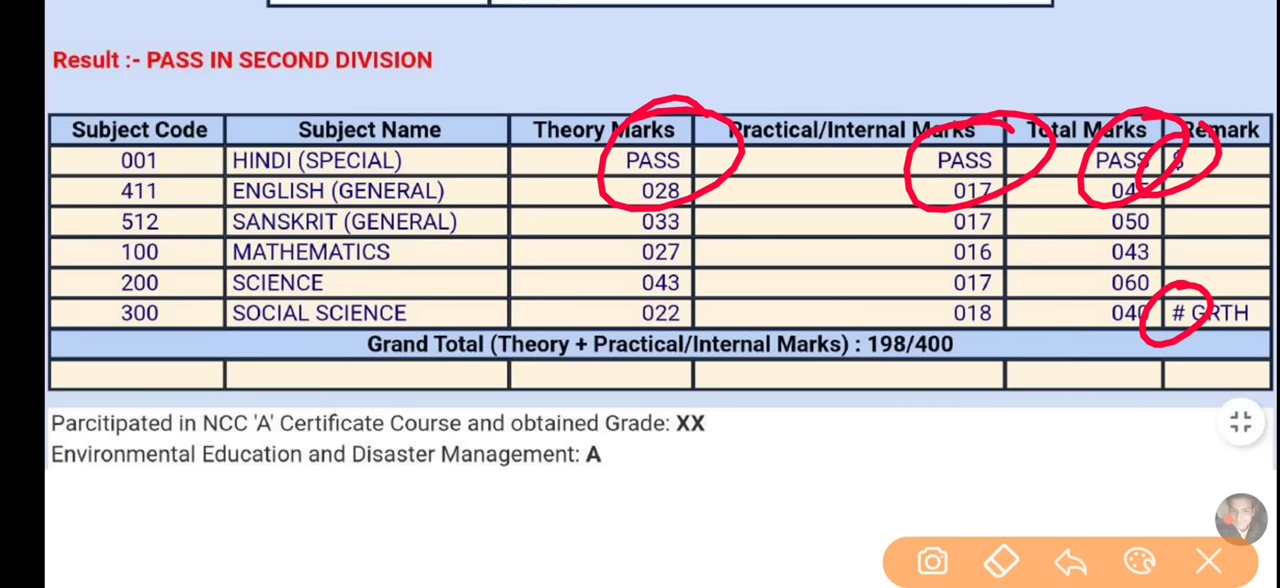 Result :- PASS IN SECOND DIVISION
Subject Code Subject Name Theory Marks Practical/Internal Marks Total Marks Remark
001 HINDI (SPECIAL) PASS PASS PASS $
411 ENGLISH (GENERAL) 028 017 045
512 SANSKRIT (GENERAL) 033 017 050
100 MATHEMATICS 027 016 043
200 SCIENCE 043 017 060
300 SOCIAL SCIENCE 022 018 040 # GRTH
Grand Total (Theory + Practical/Internal Marks) : 198/400
Parcitipated in NCC 'A' Certificate Course and obtained Grade: XX
Environmental Education and Disaster Management: A